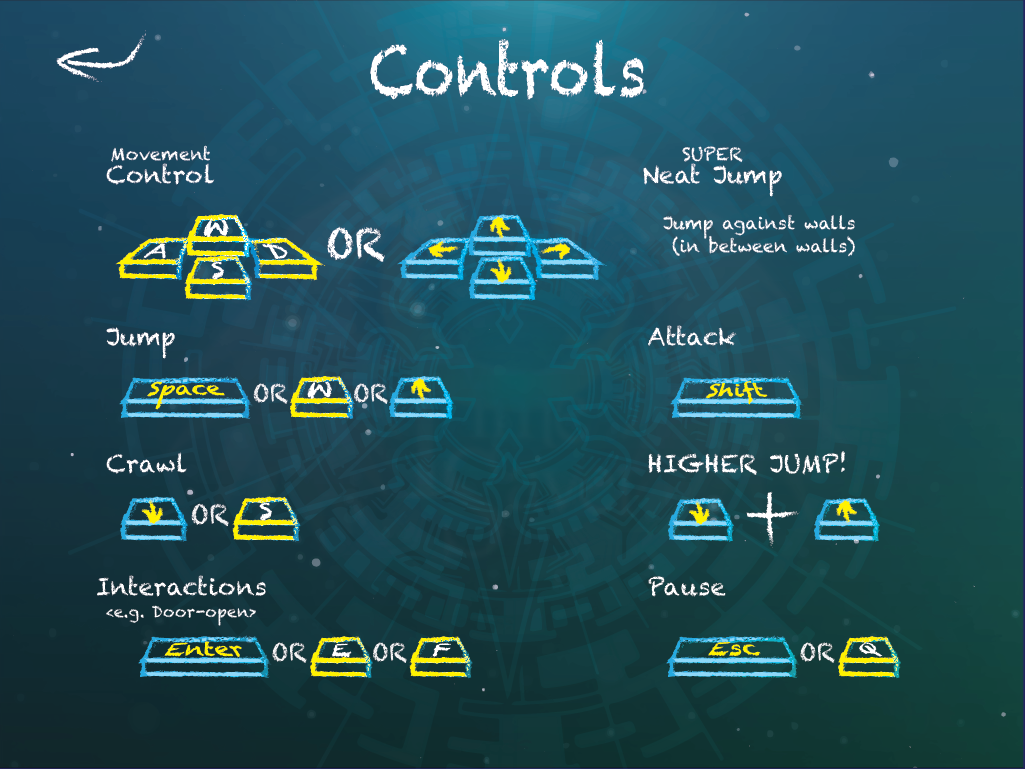 Controls
Movement
Control
W
A
S
D
OR
SUPER
Neat Jump
Jump against walls
(in between walls)
Jump
Space OR W OR
Attack
Shift
Crawl
OR S
HIGHER JUMP!
+
Interactions
<e.g. Door-open>
Enter OR E OR F
Pause
Esc OR Q